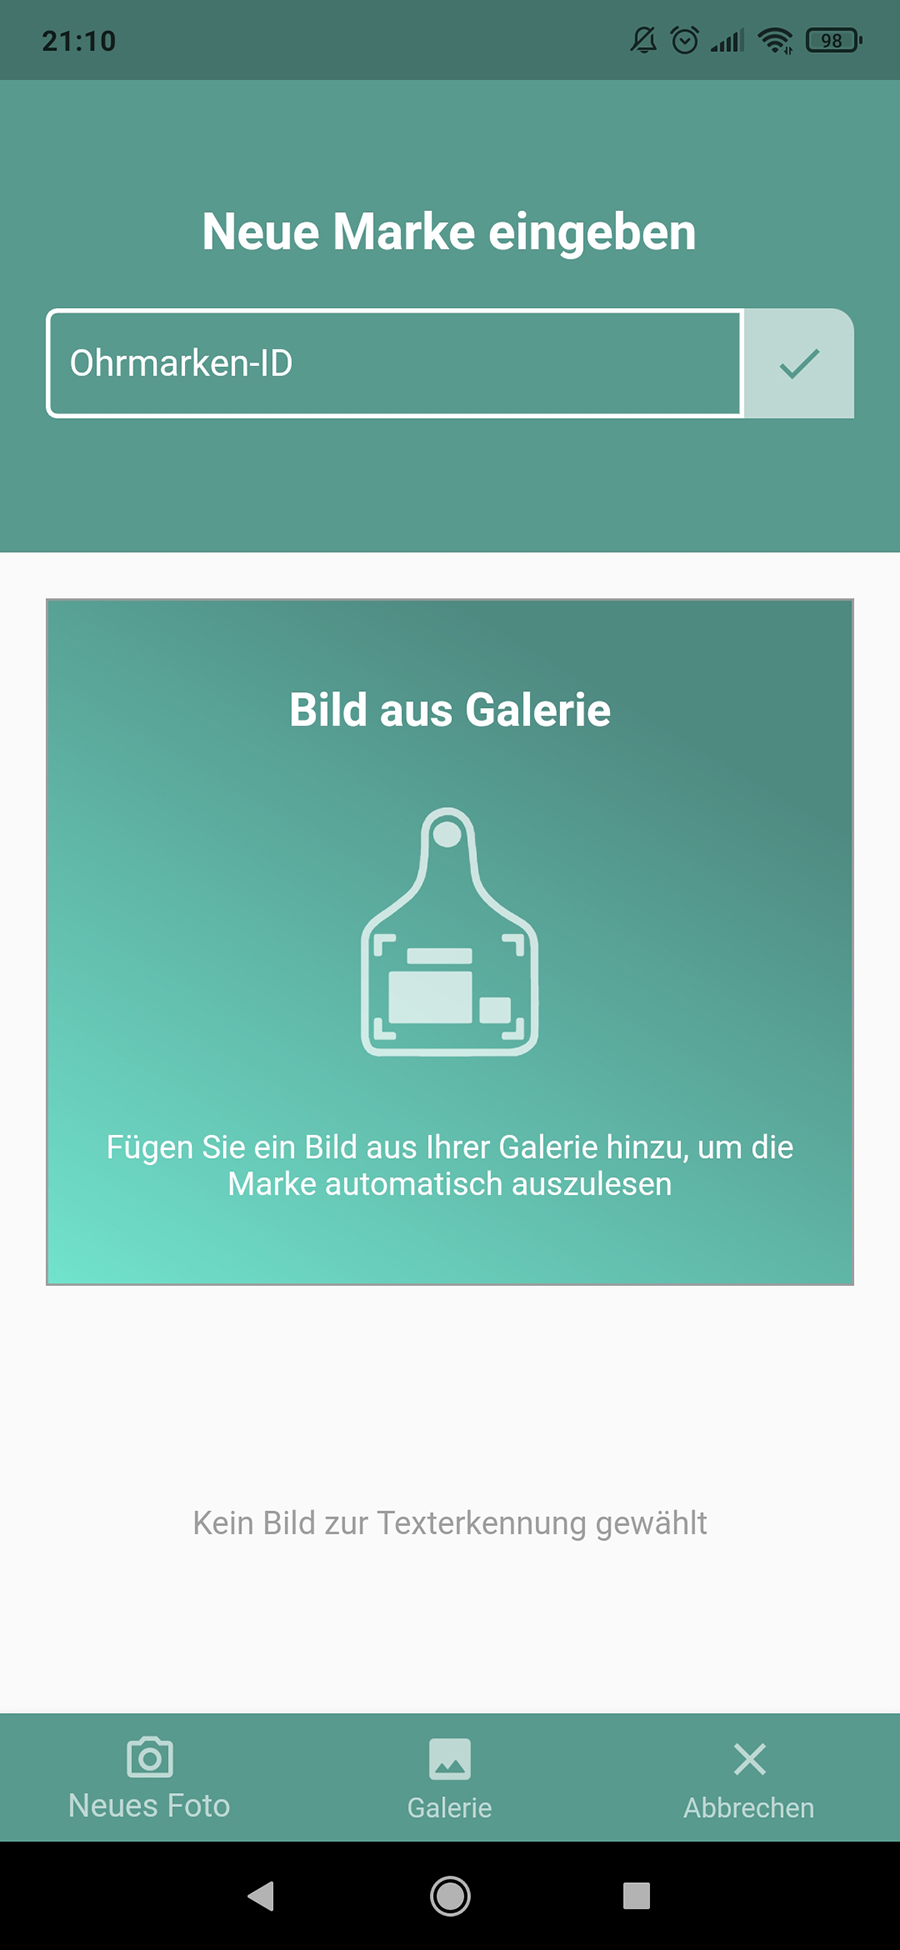 21:10
98
Neue Marke eingeben
Ohrmarken-ID
Bild aus Galerie
Fügen Sie ein Bild aus Ihrer Galerie hinzu, um die
Marke automatisch auszulesen
Kein Bild zur Texterkennung gewählt
Neues Foto
Galerie
Abbrechen